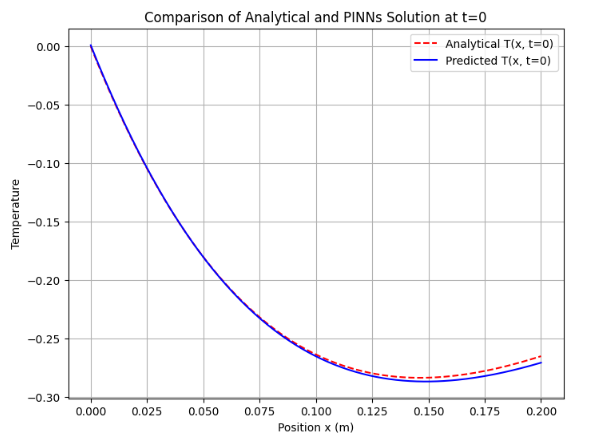 Comparison of Analytical and PINNs Solution at t=0
Analytical T(x, t=0)
Predicted T(x, t=0)
0.00
−0.05
−0.10
−0.15
−0.20
−0.25
−0.30
Temperature
0.000 0.025 0.050 0.075 0.100 0.125 0.150 0.175 0.200
Position x (m)